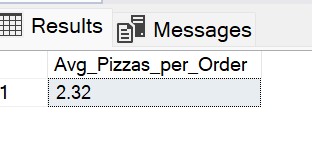 Results Messages
Avg_Pizzas_per_Order
1 2.32